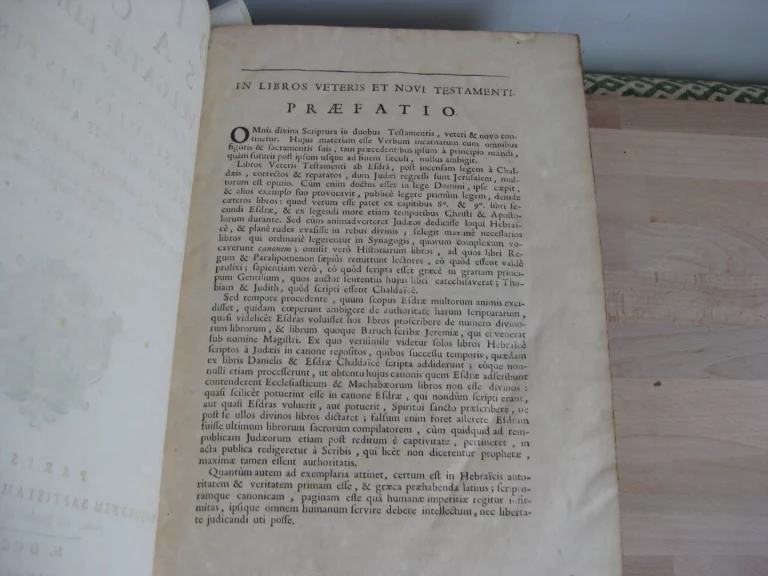 S A C
PARIS
M. DCC
IN LIBROS VETERIS ET NOVI TESTAMENTI.
PRÆFATIO.
OMnis divina Scriptura in duobus Testamentis, veteri & novo con-
tinetur. Hujus materiam esse Verbum incarnatum cum omnibus
figuris & sacramentis suis, tam præcedentibus ipsum à principio mundi,
quàm futuris post ipsum usque ad finem sæculi, nullus ambigit.
Libros Veteris Testamenti ab Esdrâ, post incensam legem à Chal-
dæis, correctos & reparatos, dum Judæi regressi sunt Jerusalem, mul-
torum est opinio. Cùm enim doctus esset in lege Domini, ipse cœpit,
& alios exemplo suo provocavit, publicè legere primùm legem, deinde
cæteros libros: quod verum esse patet ex capitibus 8°. & 9°. libri se-
cundi Esdræ, & ex legendi more etiam temporibus Christi & Aposto-
lorum durante. Sed cùm animadverteret Judæos dedicisse loqui Hebraï-
cè, & planè rudes evasisse in rebus divinis; selegit maximè necessarios
libros qui ordinariè legerentur in Synagogis, quorum complexum vo-
caverunt canonem; omisit verò Historiarum libros, ad quos libri Re-
gum & Paralipomenon sæpius remittunt lectores, eò quòd essent valdè
prolixi; sapientiam verò, eò quòd scripta esset græcè in gratiam princi-
pum Gentilium, quos auctor sententiis hujus libri catechisaverat; Tho-
biam & Judith, quòd scripti essent Chaldaïcè.
Sed tempore procedente, quum scopus Esdræ multorum animis exci-
disset, quidam cœperunt ambigere de authoritate harum scripturarum,
quasi videlicèt Esdras voluisset hos libros proscribere de numero divino-
rum librorum, & librum quoque Baruch scribæ Jeremiæ, qui ei venerat
sub nomine Magistri. Ex quo verisimile videtur solos libros Hebraïcè
scriptos à Judæis in canone repositos, quibus successu temporis, quædam
ex libris Danielis & Esdræ Chaldaïcè scripta addiderunt; eòque non-
nulli etiam processerunt, ut obtentu hujus canonis quem Esdræ adscribunt
contenderent Ecclesiasticum & Machabæorum libros non esse divinos:
quasi scilicèt potuerint esse in canone Esdræ, qui nondùm scripti erant,
aut quasi Esdras voluerit, aut potuerit, Spiritui sancto præscribere, ne
post se ullos divinos libros dictaret; falsum enim foret asserere Esdram
fuisse ultimum librorum sacrorum compilatorem, cùm quidquid ad rem-
publicam Judæorum etiam post reditum è captivitate, pertineret, in
acta publica redigeretur à Scribis, qui licèt non dicerentur prophetæ,
maximæ tamen essent authoritatis.
Quantùm autem ad exemplaria attinet, certum est in Hebraïcis auto-
ritatem & veritatem primam esse, & græca præhabenda latinis; scriptu-
ramque canonicam, paginam esse quâ humanæ imperitiæ regitur infir-
mitas, ipsique omnem humanum servire debere intellectum, nec liberta-
te judicandi uti posse.